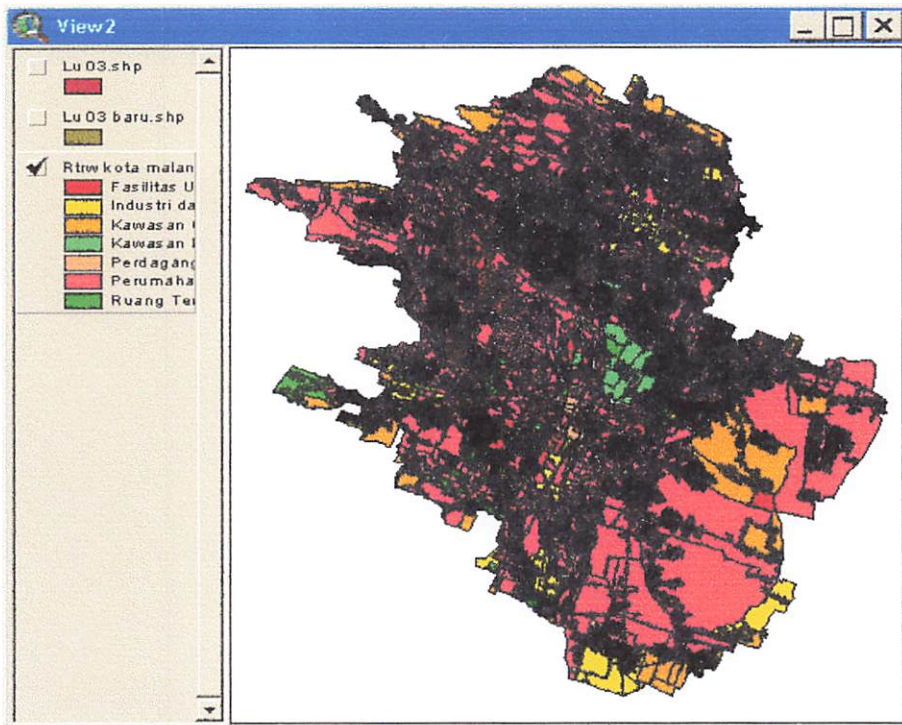 View2
Lu 03.shp
Lu 03 baru.shp
Rtrw kota malan
Fasilitas U
Industri da
Kawasan
Kawasan
Perdagang
Perumaha
Ruang Ter